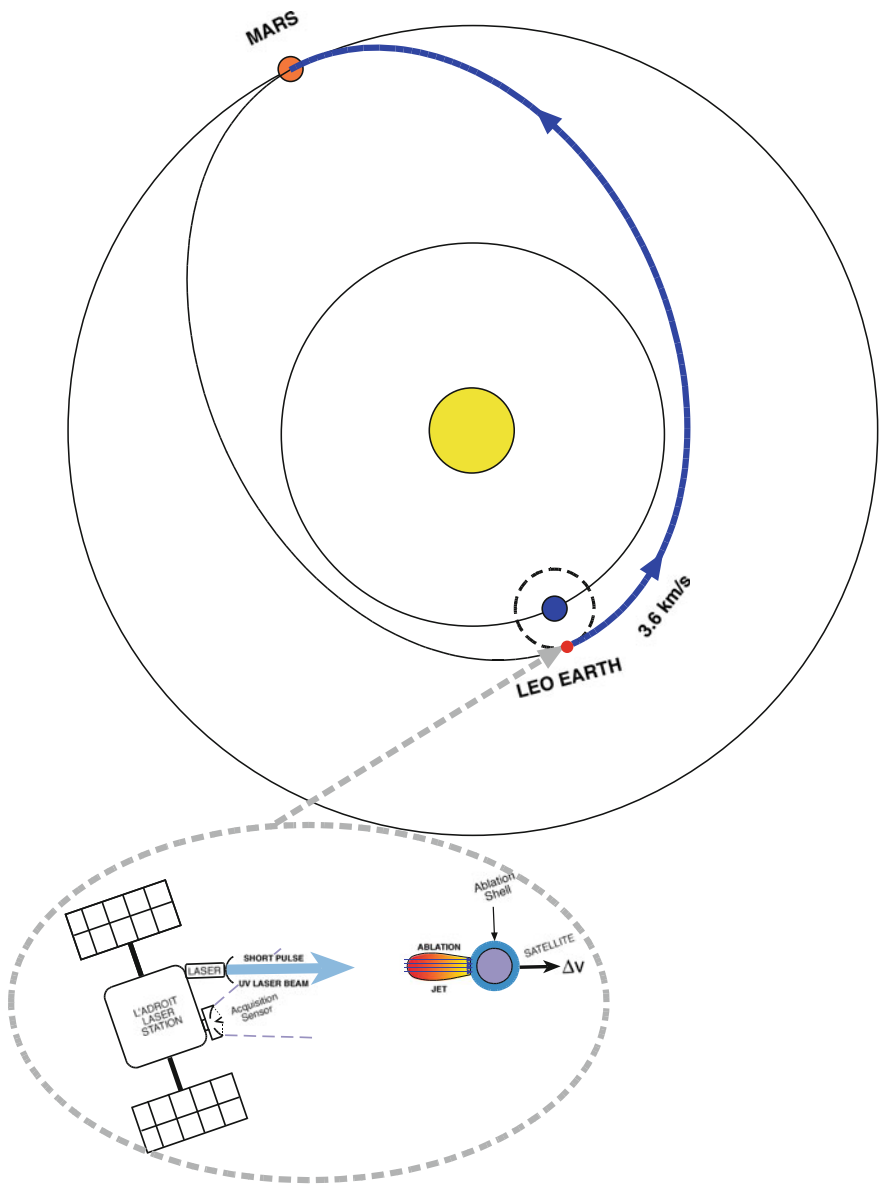 MARS
3.6 km/s
LEO EARTH
Ablation
Shell
SATELLITE
ABLATION
JET
Δv
LASER
SHORT PULSE
UV LASER BEAM
Acquisition
Sensor
L'ADROIT
LASER
STATION